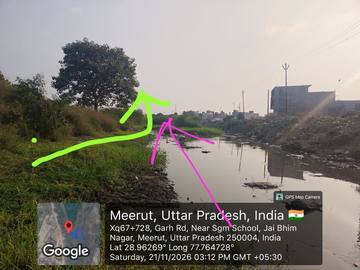 GPS Map Camera
Meerut, Uttar Pradesh, India
Xq67+728, Garh Rd, Near Sgm School, Jai Bhim
Nagar, Meerut, Uttar Pradesh 250004, India
Lat 28.96269° Long 77.764728°
Saturday, 21/11/2026 03:12 PM GMT +05:30
Google